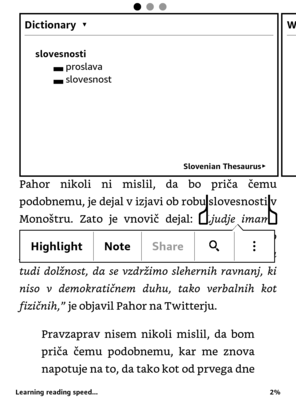 Dictionary ▾
W
slovesnosti
proslava
slovesnost
Slovenian Thesaurus▸
Pahor nikoli ni mislil, da bo priča čemu
podobnemu, je dejal v izjavi ob robu slovesnosti v
Monoštru. Zato je vnovič dejal: „Ljudje imam
Highlight Note Share
tudi dolžnost, da se vzdržimo slehernih ravnanj, ki
niso v demokratičnem duhu, tako verbalnih kot
fizičnih,” je objavil Pahor na Twitterju.
Pravzaprav nisem nikoli mislil, da bom
priča čemu podobnemu, kar me znova
napotuje na to, da tako kot od prvega dne
Learning reading speed... 2%